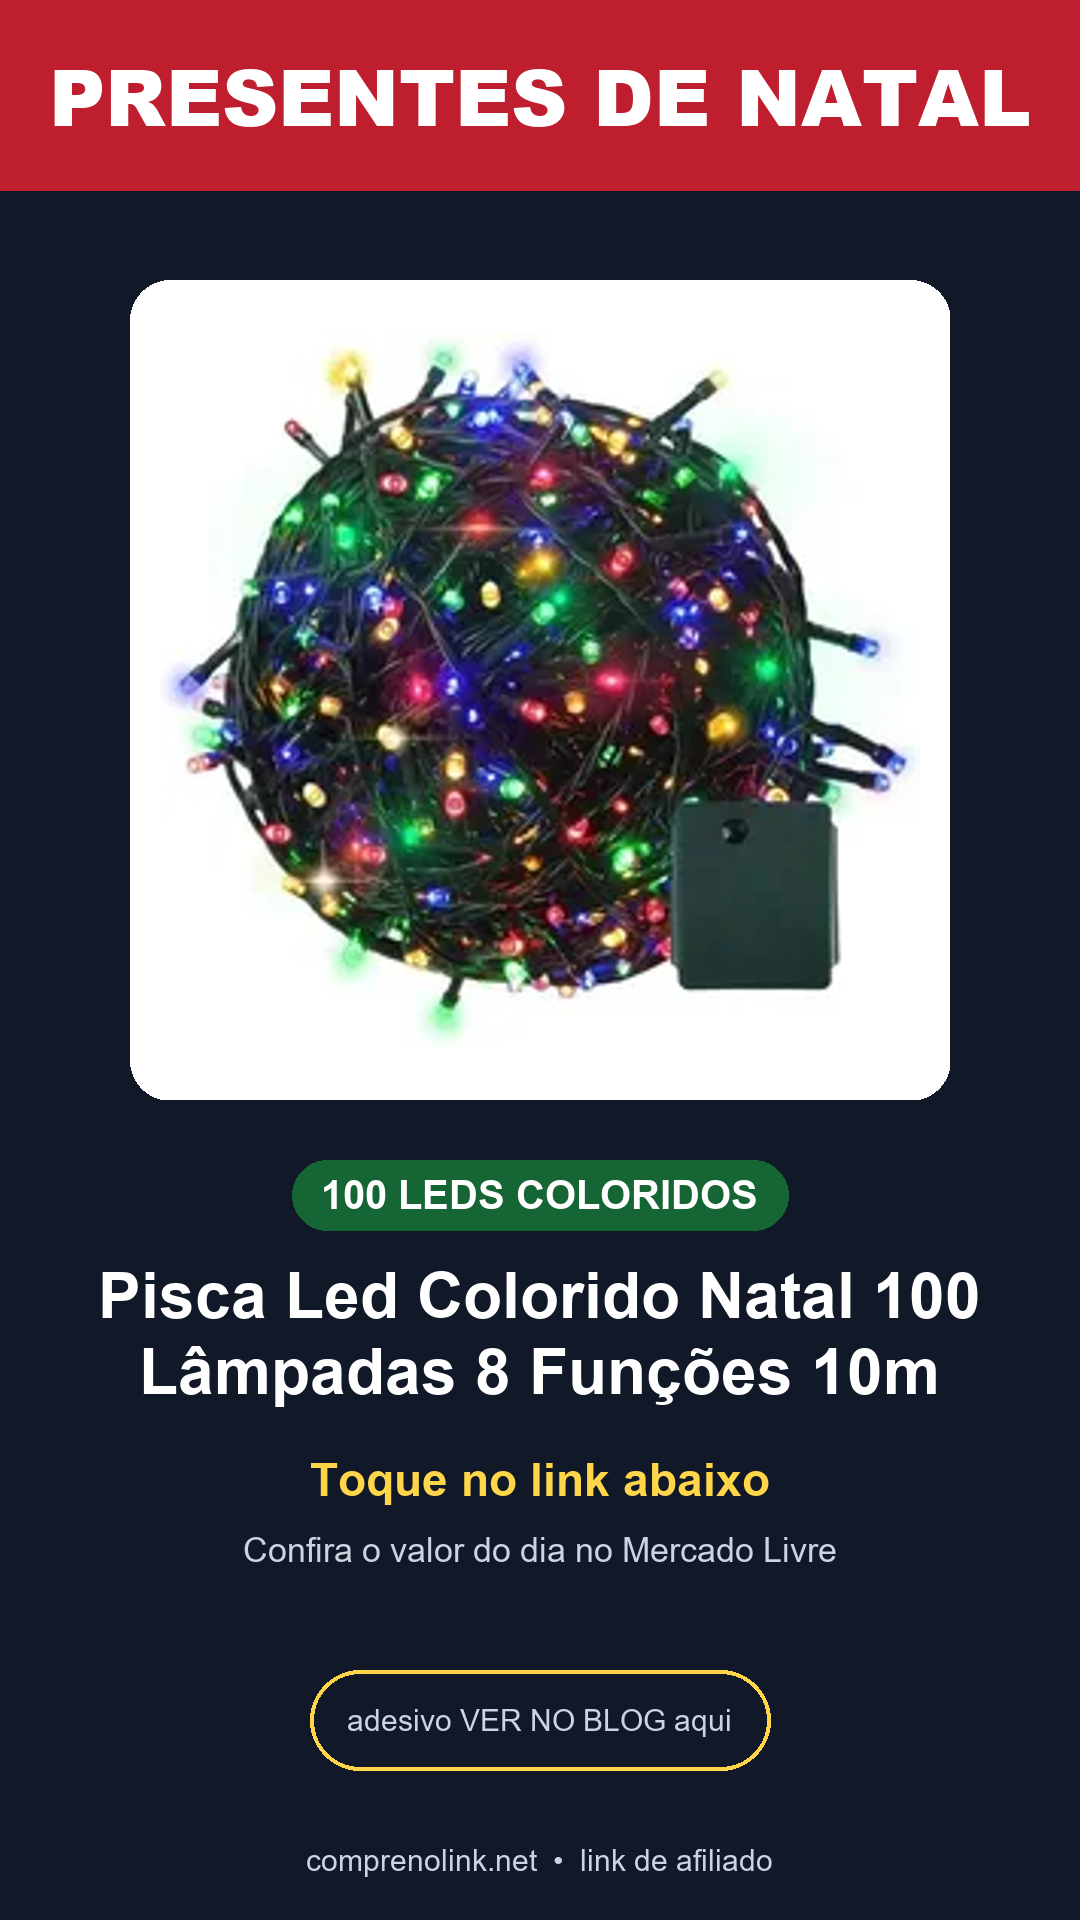 PRESENTES DE NATAL
100 LEDS COLORIDOS
Pisca Led Colorido Natal 100
Lâmpadas 8 Funções 10m
Toque no link abaixo
Confira o valor do dia no Mercado Livre
adesivo VER NO BLOG aqui
comprenolink.net • link de afiliado